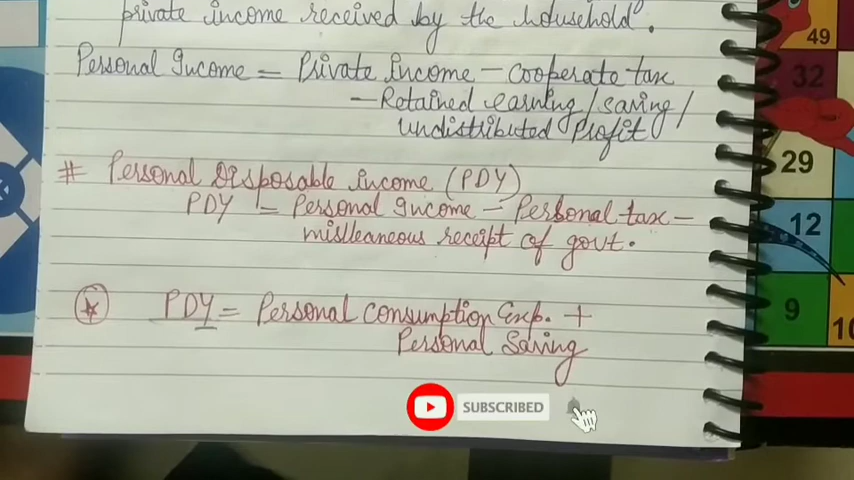 private income received by the household.
Personal Income = Private income - cooperate tax
- Retained earning/saving/
undistributed Profit
# Personal Disposable income (PDY)
PDY = Personal Income - Personal tax -
mislleaneous receipt of govt.
PDY = Personal Consumption Exp. +
Personal Saving
SUBSCRIBED
49
32
29
12
9
10